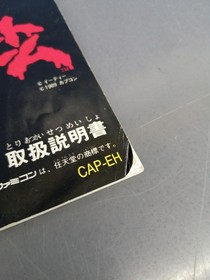 © イーティー
© 1989 カプコン
とりあつかいせつめいしょ
取扱説明書
ファミコンは、任天堂の商標です。
CAP-EH